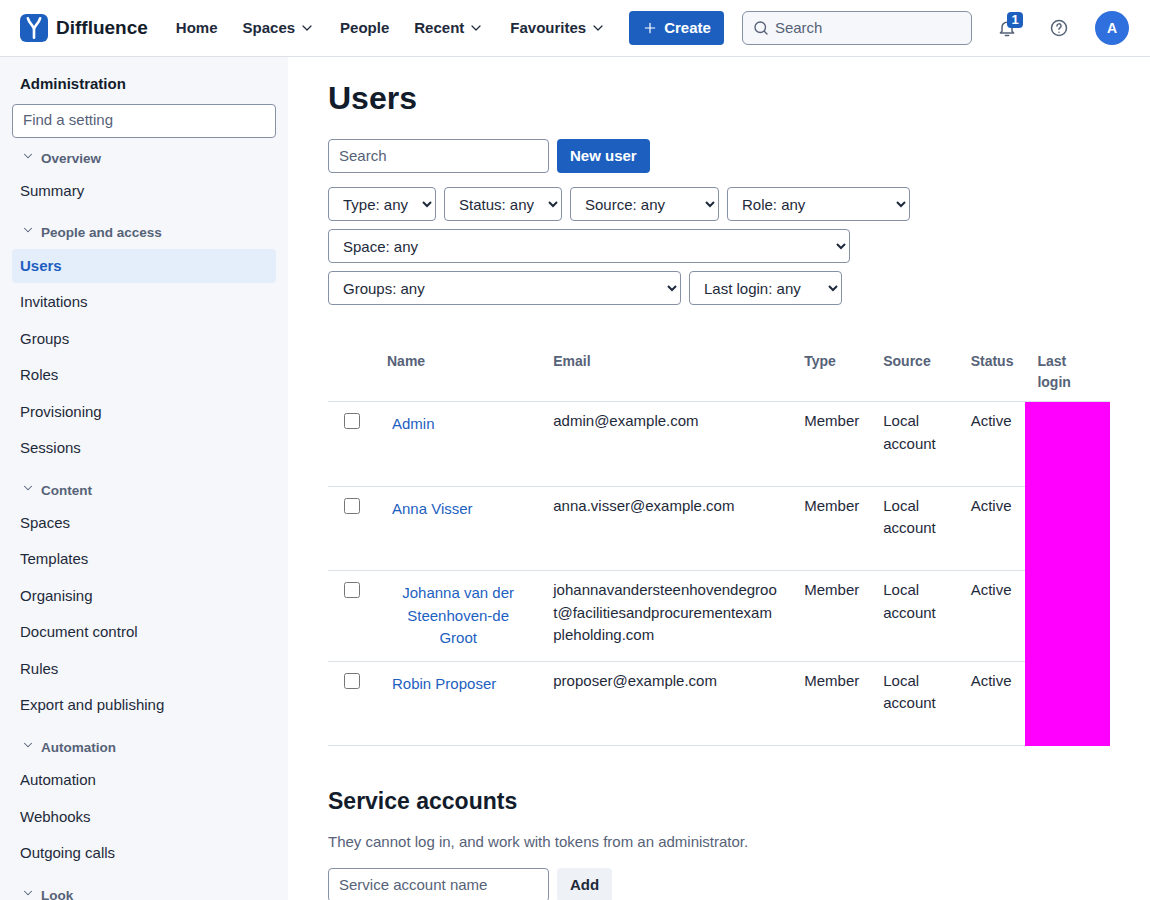 Diffluence Home Spaces People Recent Favourites Create Search 1 A
Administration
Find a setting
Overview
Summary
People and access
Users
Invitations
Groups
Roles
Provisioning
Sessions
Content
Spaces
Templates
Organising
Document control
Rules
Export and publishing
Automation
Automation
Webhooks
Outgoing calls
Look
Users
Search New user
Type: any Status: any Source: any Role: any
Space: any
Groups: any Last login: any
Name Email Type Source Status Last
login
Admin admin@example.com Member Local
account Active
Anna Visser anna.visser@example.com Member Local
account Active
Johanna van der
Steenhoven-de
Groot
johannavandersteenhovendegroo
t@facilitiesandprocurementexam
pleholding.com
Member Local
account Active
Robin Proposer proposer@example.com Member Local
account Active
Service accounts
They cannot log in, and work with tokens from an administrator.
Service account name Add